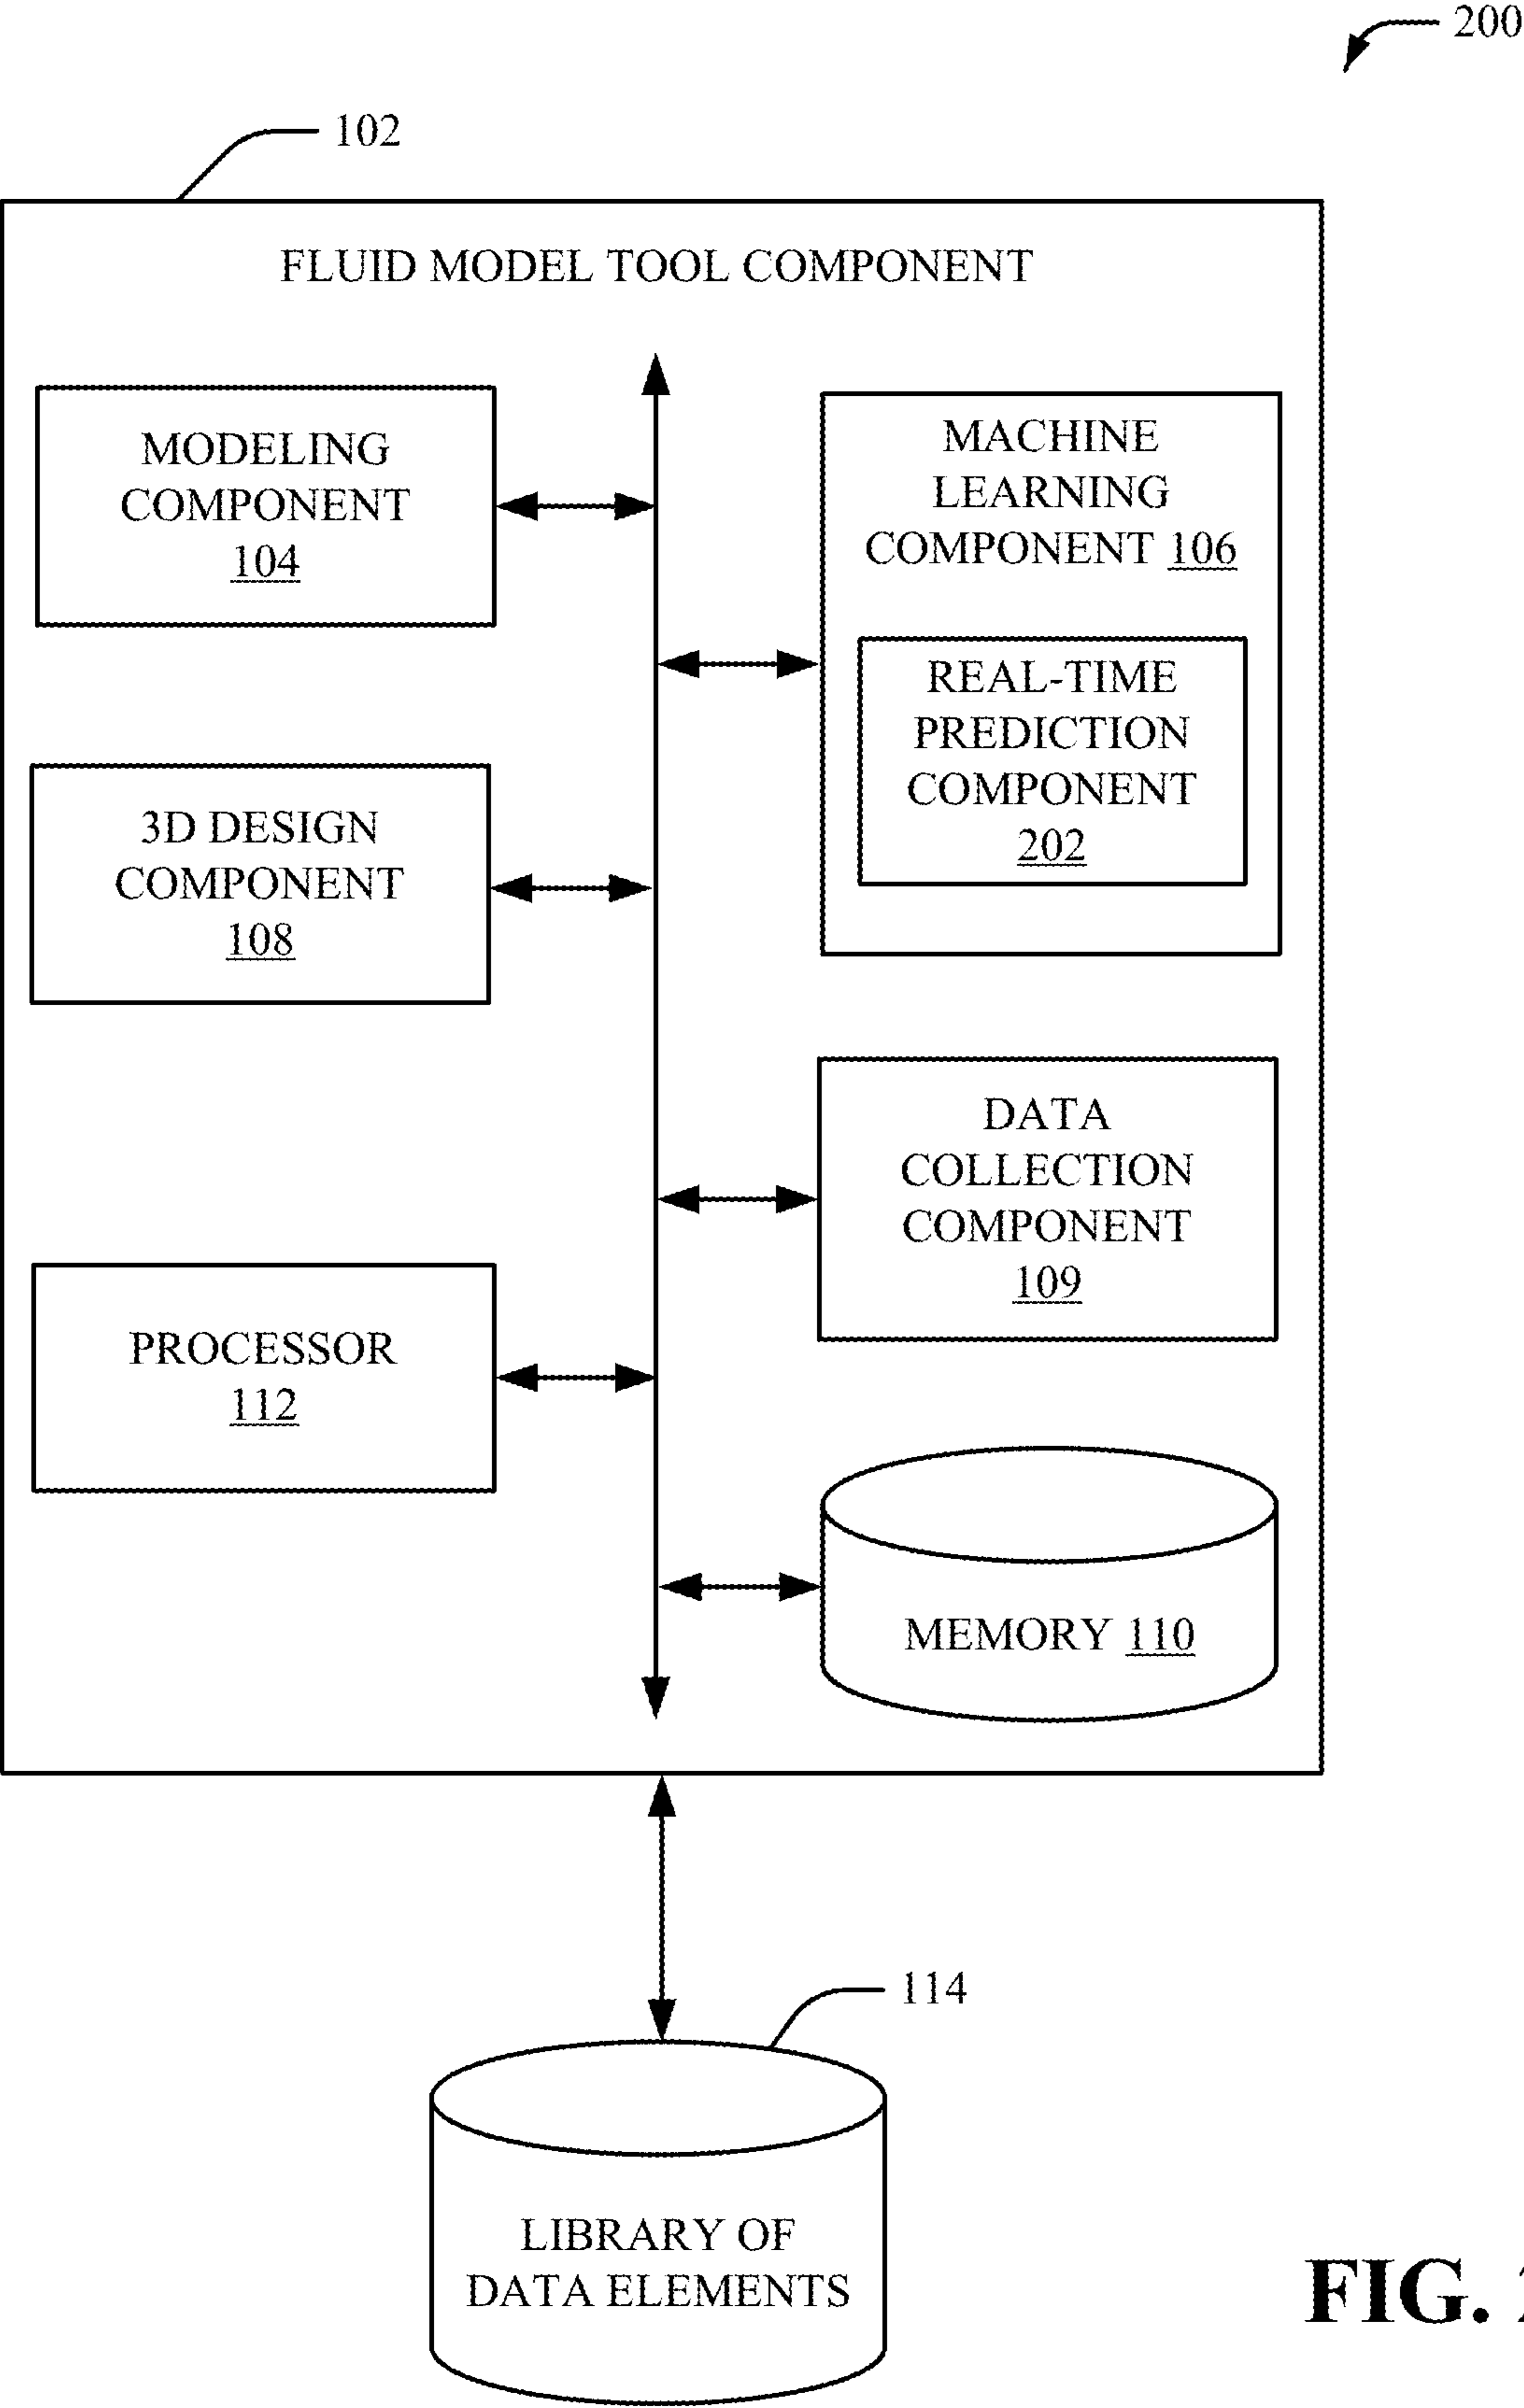 200
102
FLUID MODEL TOOL COMPONENT
MODELING
COMPONENT
104
MACHINE
LEARNING
COMPONENT 106
REAL-TIME
PREDICTION
COMPONENT
202
3D DESIGN
COMPONENT
108
DATA
COLLECTION
COMPONENT
109
PROCESSOR
112
MEMORY 110
114
LIBRARY OF
DATA ELEMENTS
FIG.